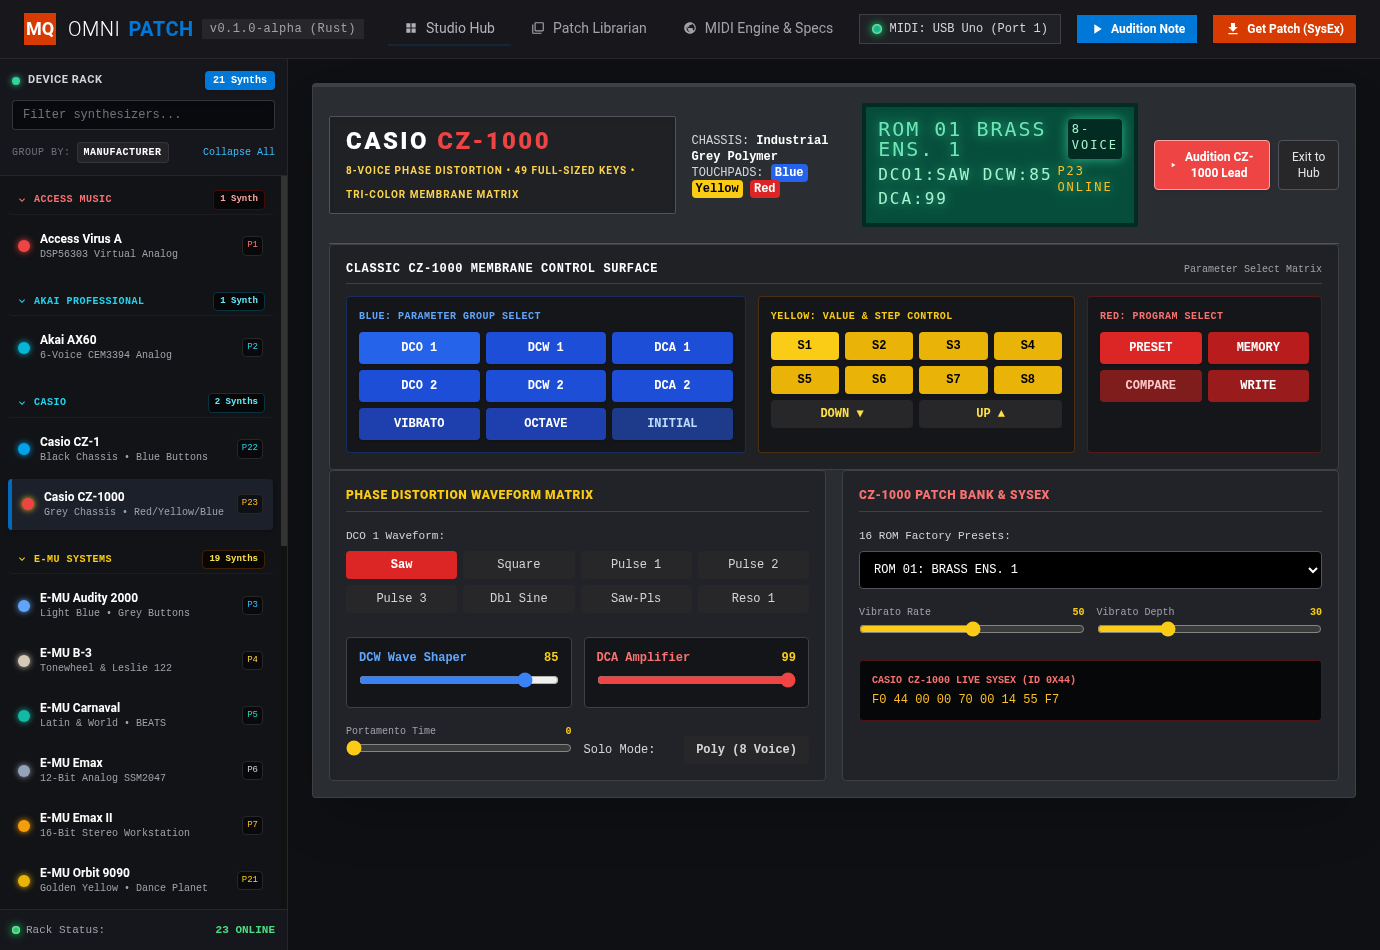 MQ OMNI PATCH v0.1.0-alpha (Rust) Studio Hub Patch Librarian MIDI Engine & Specs MIDI: USB Uno (Port 1) Audition Note Get Patch (SysEx)
DEVICE RACK 21 Synths
Filter synthesizers...
GROUP BY: MANUFACTURER Collapse All
ACCESS MUSIC 1 Synth
Access Virus A
DSP56303 Virtual Analog
P1
AKAI PROFESSIONAL 1 Synth
Akai AX60
6-Voice CEM3394 Analog
P2
CASIO 2 Synths
Casio CZ-1
Black Chassis • Blue Buttons
P22
Casio CZ-1000
Grey Chassis • Red/Yellow/Blue
P23
E-MU SYSTEMS 19 Synths
E-MU Audity 2000
Light Blue • Grey Buttons
P3
E-MU B-3
Tonewheel & Leslie 122
P4
E-MU Carnaval
Latin & World • BEATS
P5
E-MU Emax
12-Bit Analog SSM2047
P6
E-MU Emax II
16-Bit Stereo Workstation
P7
E-MU Orbit 9090
Golden Yellow • Dance Planet
P21
Rack Status: 23 ONLINE
CASIO CZ-1000
8-VOICE PHASE DISTORTION • 49 FULL-SIZED KEYS •
TRI-COLOR MEMBRANE MATRIX
CHASSIS: Industrial
Grey Polymer
TOUCHPADS: Blue
Yellow Red
ROM 01 BRASS
ENS. 1
DCO1:SAW DCW:85
DCA:99
8-
VOICE
P23
ONLINE
Audition CZ-
1000 Lead
Exit to
Hub
CLASSIC CZ-1000 MEMBRANE CONTROL SURFACE Parameter Select Matrix
BLUE: PARAMETER GROUP SELECT
DCO 1 DCW 1 DCA 1
DCO 2 DCW 2 DCA 2
VIBRATO OCTAVE INITIAL
YELLOW: VALUE & STEP CONTROL
S1 S2 S3 S4
S5 S6 S7 S8
DOWN ▼ UP ▲
RED: PROGRAM SELECT
PRESET MEMORY
COMPARE WRITE
PHASE DISTORTION WAVEFORM MATRIX
DCO 1 Waveform:
Saw Square Pulse 1 Pulse 2
Pulse 3 Dbl Sine Saw-Pls Reso 1
DCW Wave Shaper 85
DCA Amplifier 99
Portamento Time 0
Solo Mode: Poly (8 Voice)
CZ-1000 PATCH BANK & SYSEX
16 ROM Factory Presets:
ROM 01: BRASS ENS. 1
Vibrato Rate 50
Vibrato Depth 30
CASIO CZ-1000 LIVE SYSEX (ID 0X44)
F0 44 00 00 70 00 14 55 F7